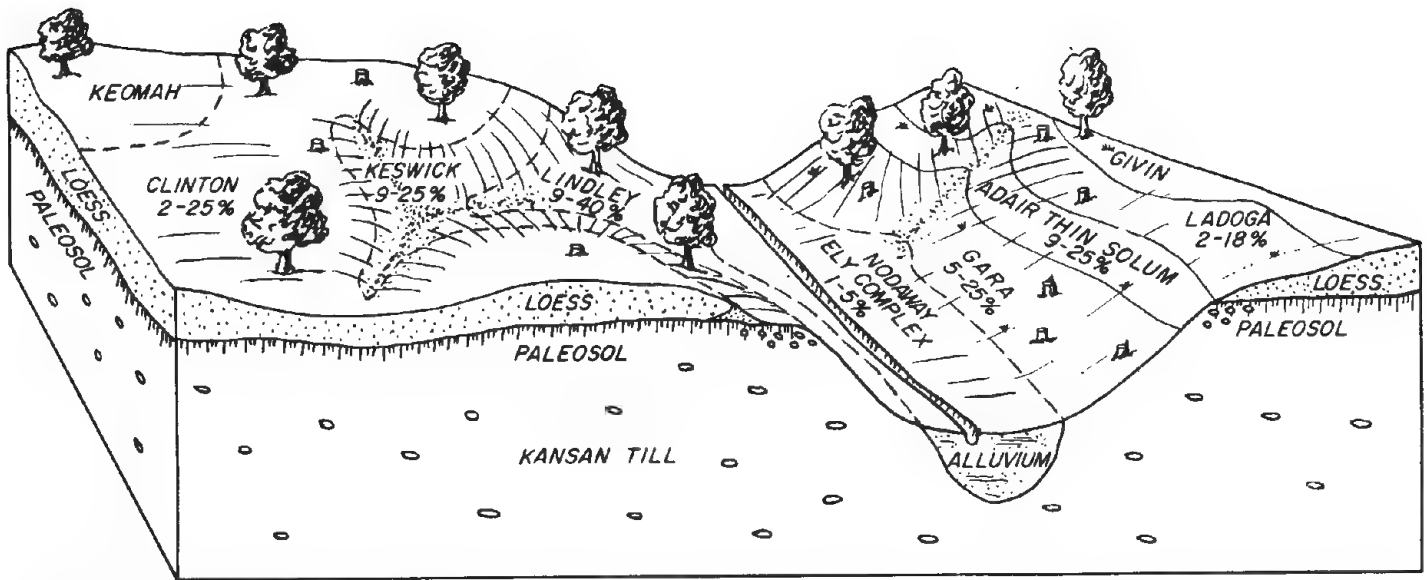 KEOMAH
LOESS
PALEOSOL
CLINTON
2-25%
KESWICK
9-25%
LINDLEY
9-40%
LOESS
PALEOSOL
KANSAN TILL
NODAWAY
ELY COMPLEX
1-5%
GARA
5-25%
ADAIR THIN SOLUM
9-25%
GIVIN
LADOGA
2-18%
LOESS
PALEOSOL
ALLUVIUM